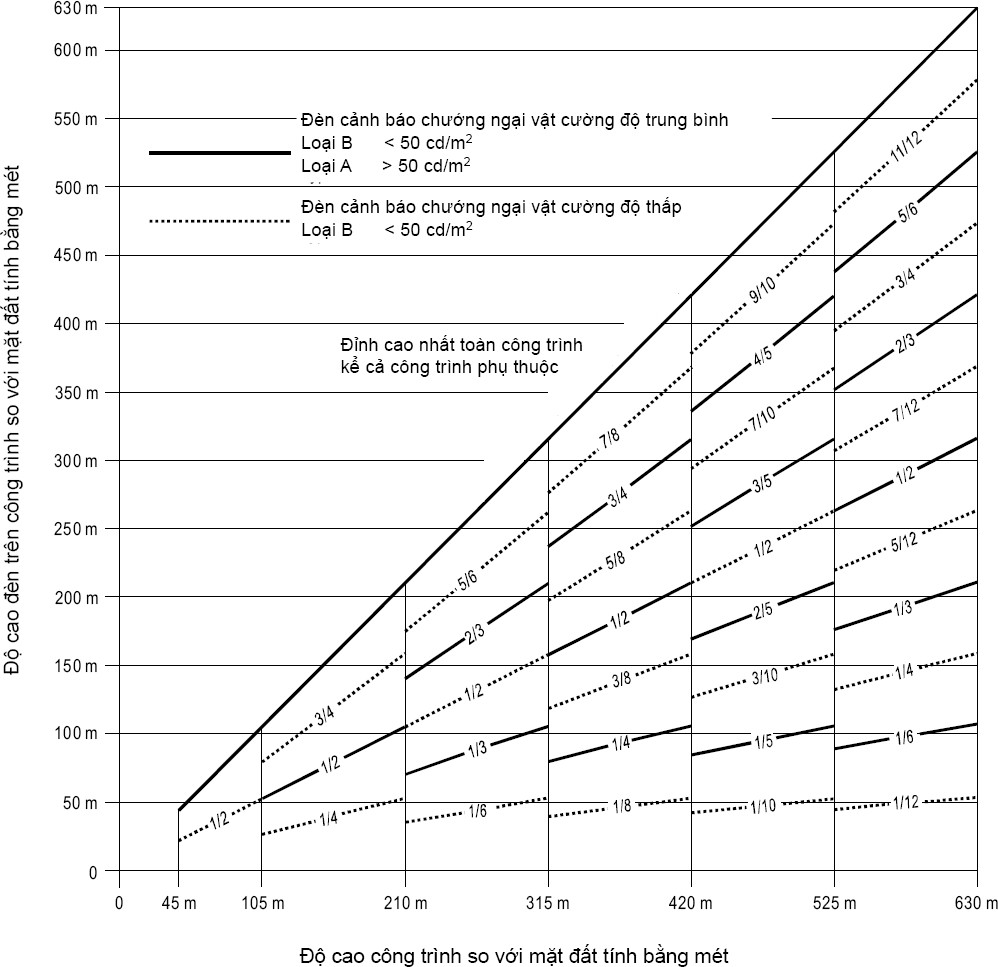 630 m
600 m
550 m
500 m
450 m
400 m
350 m
300 m
250 m
200 m
150 m
100 m
50 m
0
Độ cao đèn trên công trình so với mặt đất tính bằng mét
Đèn cảnh báo chướng ngại vật cường độ trung bình
Loại B < 50 cd/m²
Loại A > 50 cd/m²
Đèn cảnh báo chướng ngại vật cường độ thấp
Loại B < 50 cd/m²
Đỉnh cao nhất toàn công trình
kể cả công trình phụ thuộc
1/2
3/4
1/2
1/4
5/6
2/3
1/2
1/3
1/6
7/8
3/4
5/8
1/2
3/8
1/4
1/8
9/10
4/5
7/10
3/5
1/2
2/5
3/10
1/5
1/10
11/12
5/6
3/4
2/3
7/12
1/2
5/12
1/3
1/4
1/6
1/12
0 45 m 105 m 210 m 315 m 420 m 525 m 630 m
Độ cao công trình so với mặt đất tính bằng mét